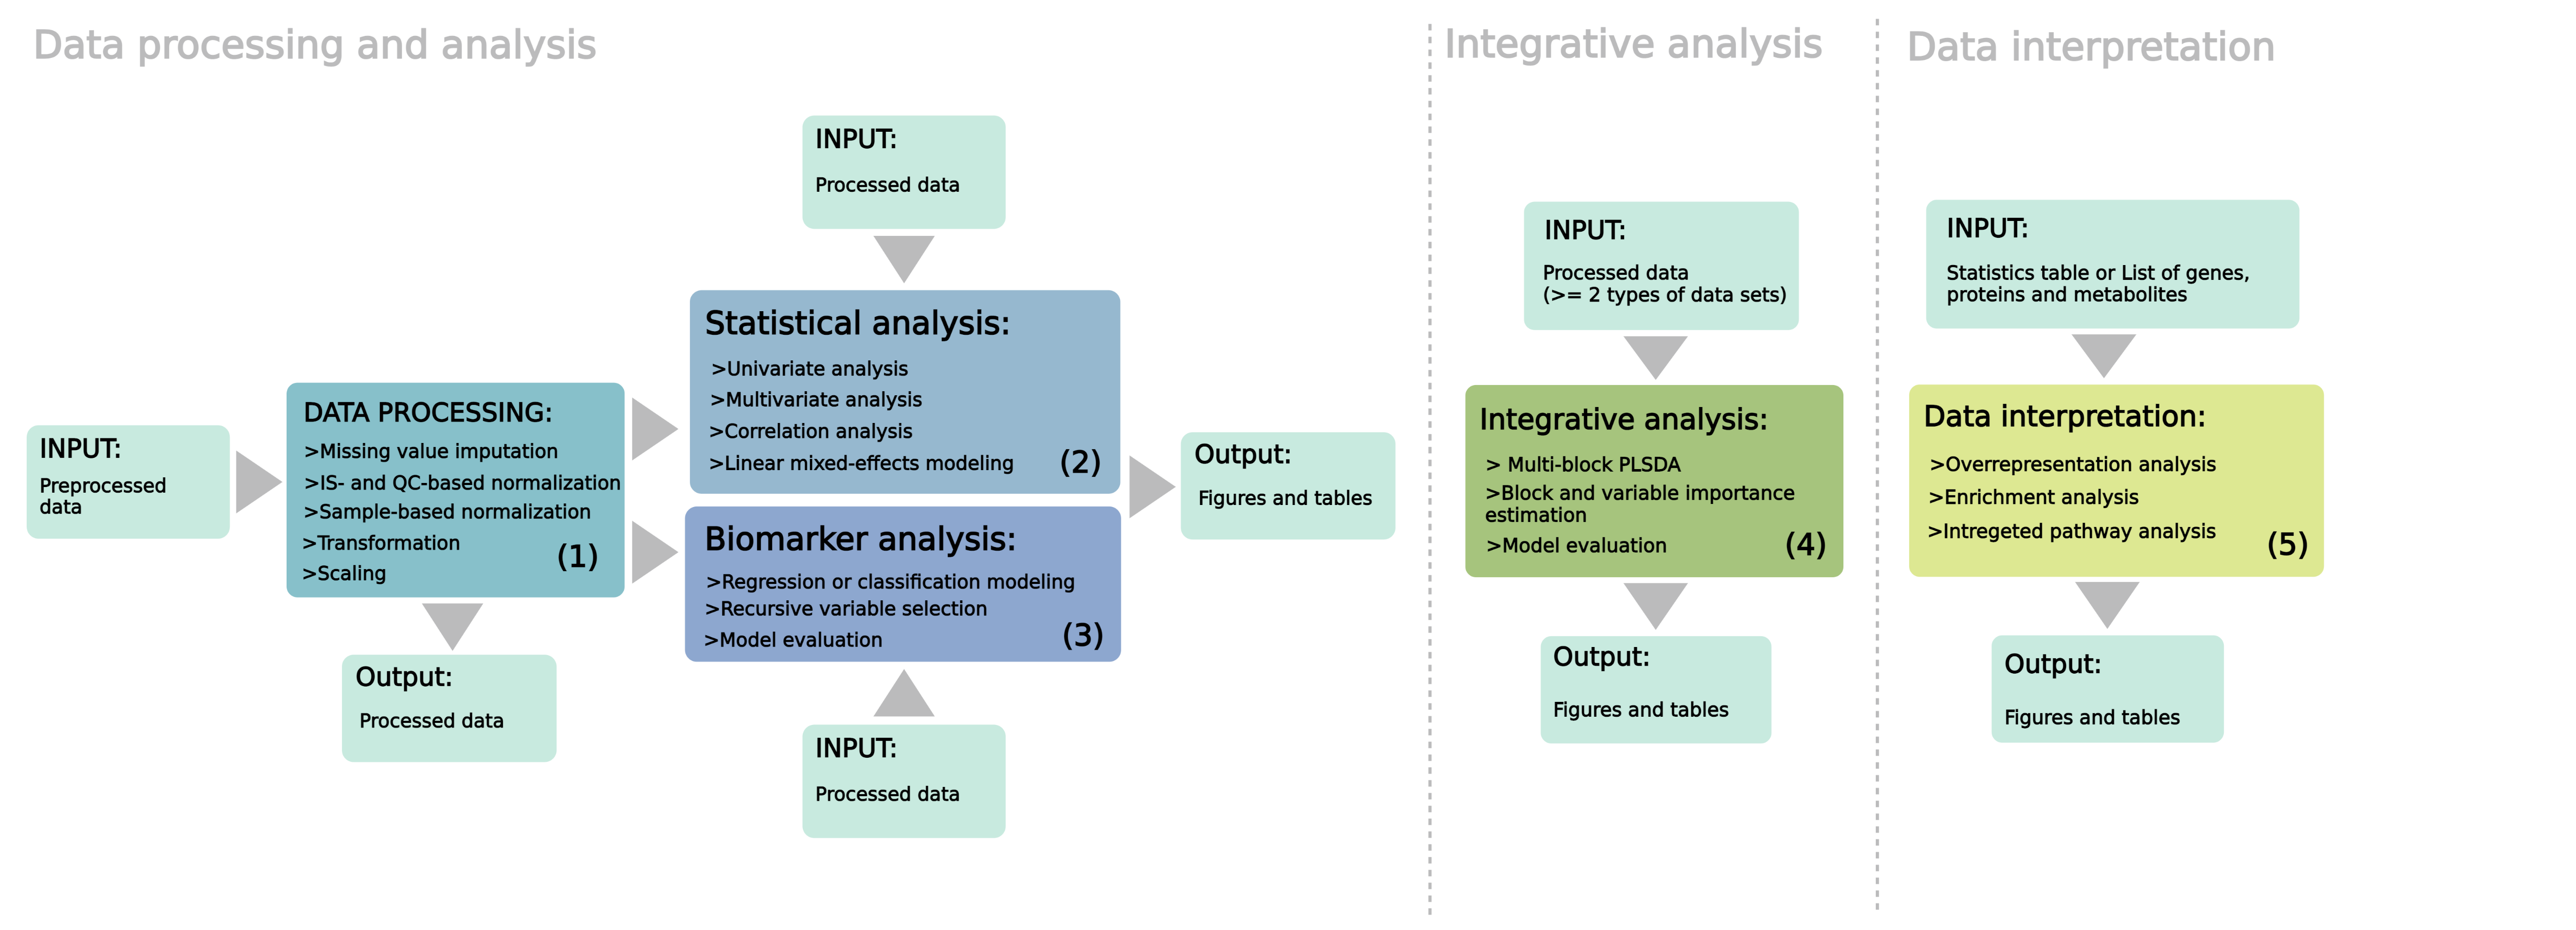 Data processing and analysis
Integrative analysis
Data interpretation
INPUT:
Preprocessed
data
DATA PROCESSING:
>Missing value imputation
>IS- and QC-based normalization
>Sample-based normalization
>Transformation
>Scaling
(1)
Output:
Processed data
INPUT:
Processed data
Statistical analysis:
>Univariate analysis
>Multivariate analysis
>Correlation analysis
>Linear mixed-effects modeling
(2)
Biomarker analysis:
>Regression or classification modeling
>Recursive variable selection
>Model evaluation
(3)
INPUT:
Processed data
Output:
Figures and tables
INPUT:
Processed data
(>= 2 types of data sets)
Integrative analysis:
> Multi-block PLSDA
>Block and variable importance
estimation
>Model evaluation
(4)
Output:
Figures and tables
INPUT:
Statistics table or List of genes,
proteins and metabolites
Data interpretation:
>Overrepresentation analysis
>Enrichment analysis
>Intregeted pathway analysis
(5)
Output:
Figures and tables